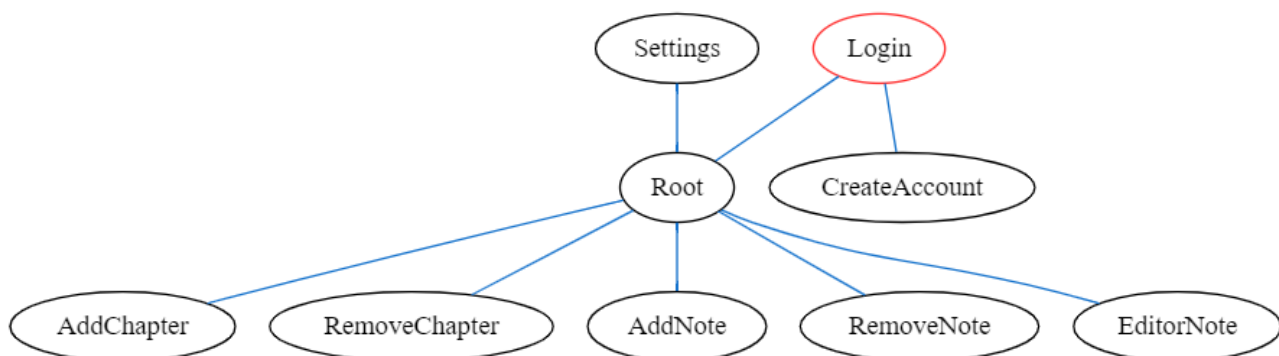 Settings
Login
Root
CreateAccount
AddChapter
RemoveChapter
AddNote
RemoveNote
EditorNote